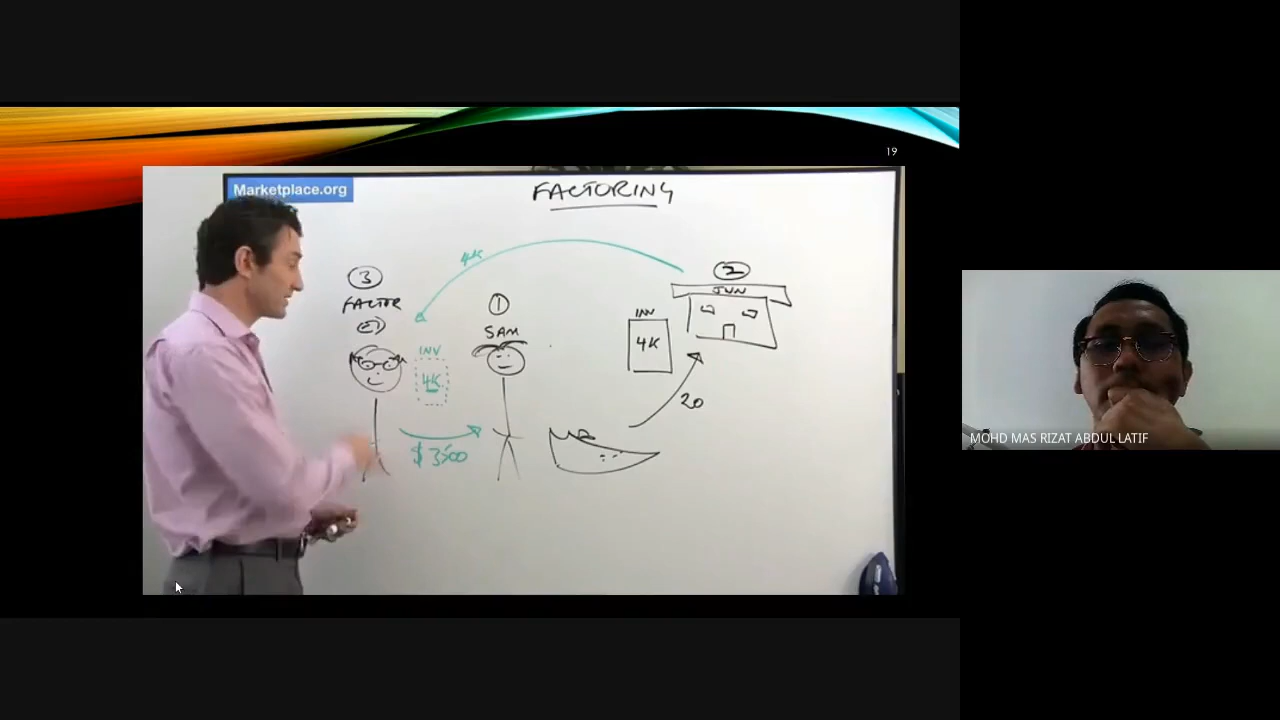 19
Marketplace.org
FACTORING
4K
3
FACTOR
1
SAM
2
INN
INV
4K
INV
4K
20
$ 3500
MOHD MAS RIZAT ABDUL LATIF